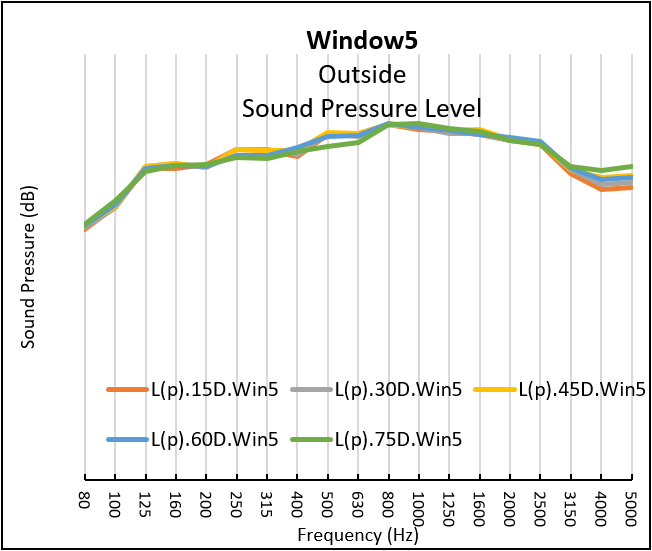 Window5
Outside
Sound Pressure Level
Sound Pressure (dB)
L(p).15D.Win5 L(p).30D.Win5 L(p).45D.Win5
L(p).60D.Win5 L(p).75D.Win5
80 100 125 160 200 250 315 400 500 630 800 1000 1250 1600 2000 2500 3150 4000 5000
Frequency (Hz)